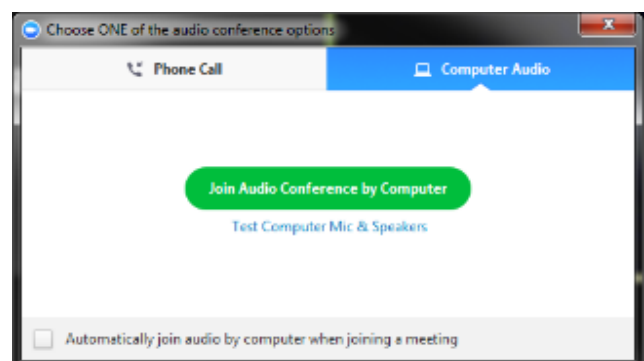 Choose ONE of the audio conference options
Phone Call
Computer Audio
Join Audio Conference by Computer
Test Computer Mic & Speakers
Automatically join audio by computer when joining a meeting